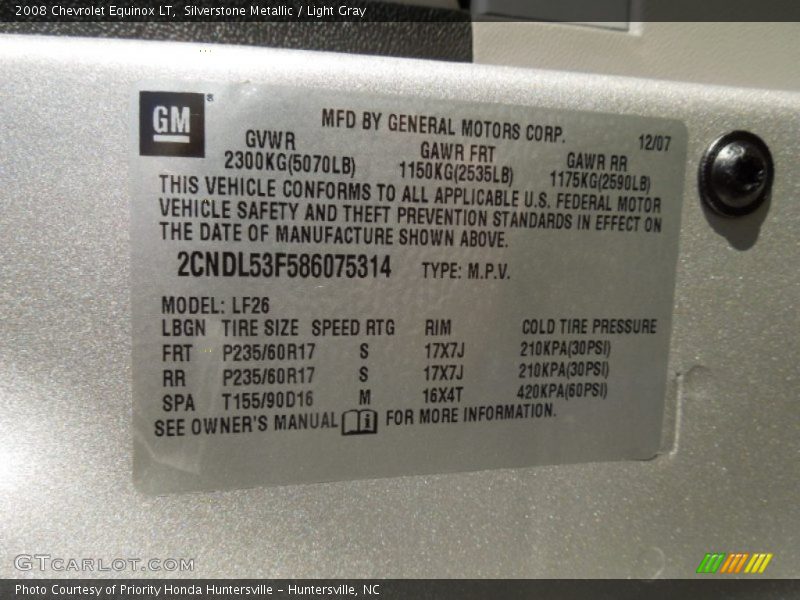 2008 Chevrolet Equinox LT, Silverstone Metallic / Light Gray
GM®
MFD BY GENERAL MOTORS CORP.
12/07
GVWR GAWR FRT GAWR RR
2300KG(5070LB) 1150KG(2535LB) 1175KG(2590LB)
THIS VEHICLE CONFORMS TO ALL APPLICABLE U.S. FEDERAL MOTOR
VEHICLE SAFETY AND THEFT PREVENTION STANDARDS IN EFFECT ON
THE DATE OF MANUFACTURE SHOWN ABOVE.
2CNDL53F586075314 TYPE: M.P.V.
MODEL: LF26
LBGN TIRE SIZE SPEED RTG RIM COLD TIRE PRESSURE
FRT P235/60R17 S 17X7J 210KPA(30PSI)
RR P235/60R17 S 17X7J 210KPA(30PSI)
SPA T155/90D16 M 16X4T 420KPA(60PSI)
SEE OWNER'S MANUAL i FOR MORE INFORMATION.
GTCARLOT.COM
Photo Courtesy of Priority Honda Huntersville – Huntersville, NC